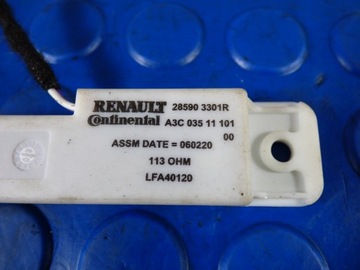 RENAULT 28590 3301R
Continental A3C 035 11 101
00
ASSM DATE = 060220
113 OHM
LFA40120